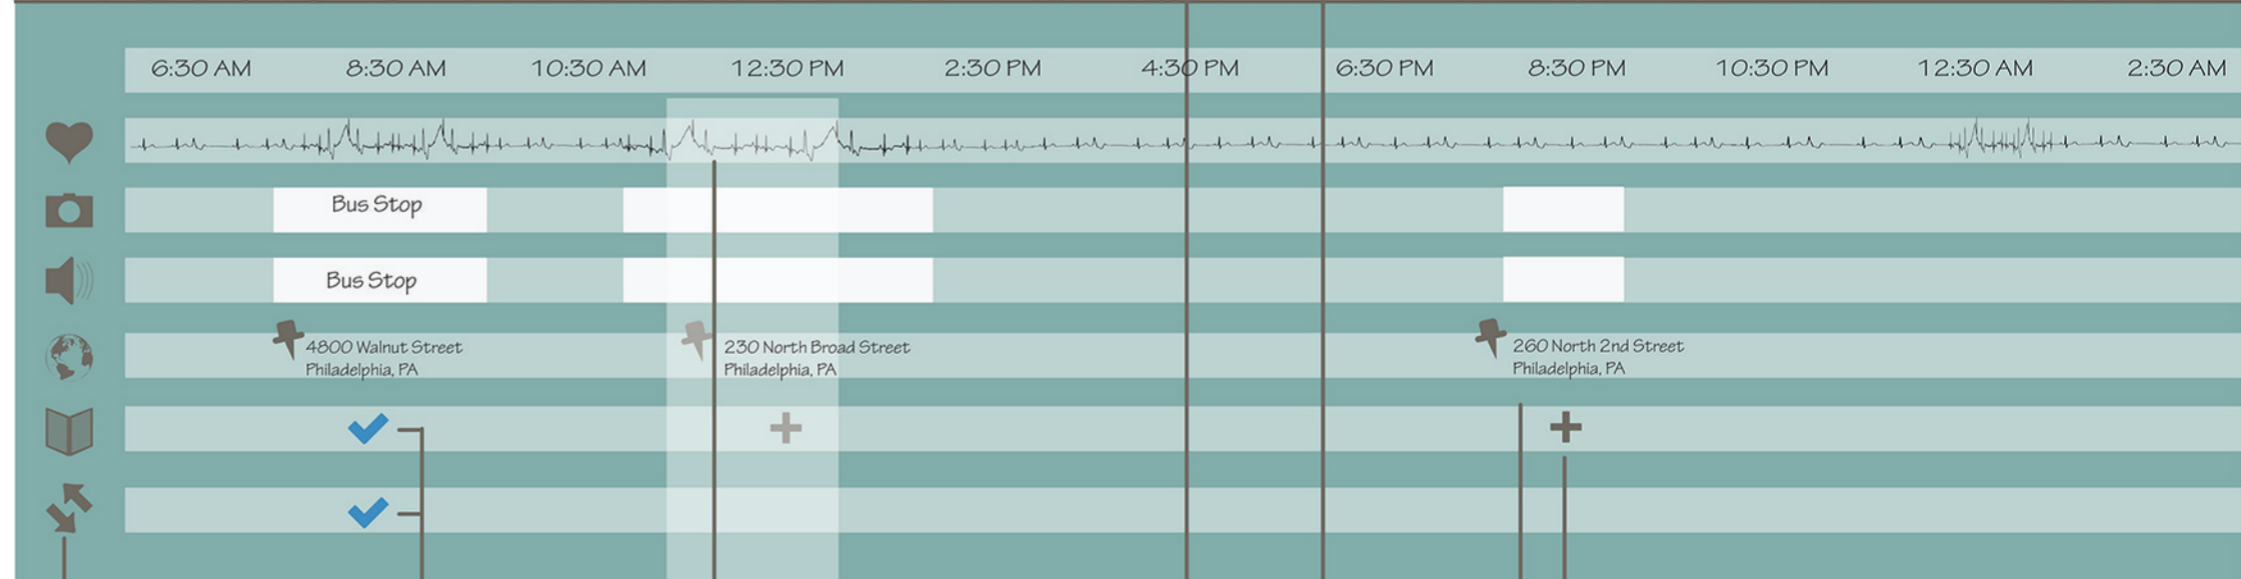 6:30 AM 8:30 AM 10:30 AM 12:30 PM 2:30 PM 4:30 PM 6:30 PM 8:30 PM 10:30 PM 12:30 AM 2:30 AM
Bus Stop
Bus Stop
4800 Walnut Street
Philadelphia, PA
230 North Broad Street
Philadelphia, PA
260 North 2nd Street
Philadelphia, PA